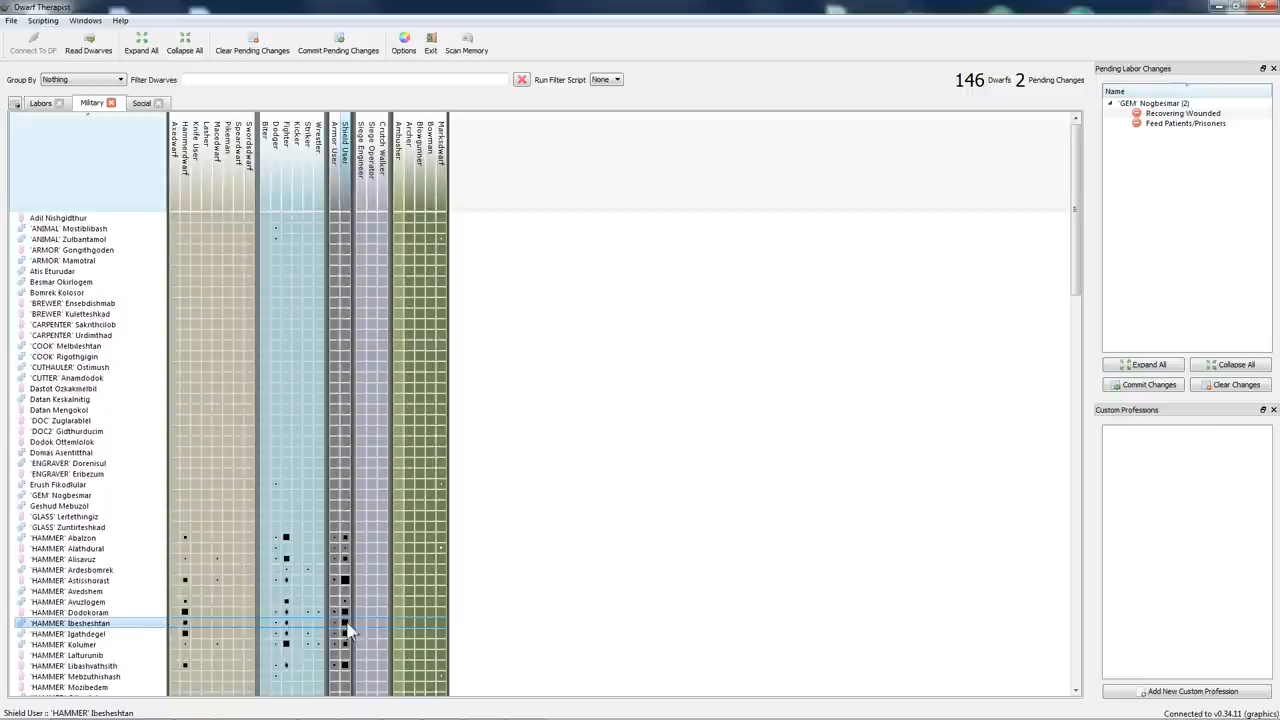 Dwarf Therapist
File Scripting Windows Help
Connect To DF Read Dwarves Expand All Collapse All Clear Pending Changes Commit Pending Changes Options Exit Scan Memory
Group By Nothing Filter Dwarves Run Filter Script None 146 Dwarfs 2 Pending Changes
Labors Military Social
Axedwarf
Hammerdwarf
Knife User
Lasher
Macedwarf
Pikeman
Speardwarf
Swordsdwarf
Biter
Dodger
Fighter
Kicker
Striker
Wrestler
Armor User
Shield User
Siege Engineer
Siege Operator
Crutch Walker
Ambusher
Archer
Blowgunner
Bowman
Marksdwarf
Adil Nishgidthur
'ANIMAL' Mostiblibash
'ANIMAL' Zulbantamol
'ARMOR' Gongithgoden
'ARMOR' Mamotral
Atis Eturudar
Besmar Okirlogem
Bomrek Kolosor
'BREWER' Ensebdishmab
'BREWER' Kuletteshkad
'CARPENTER' Sakrithcilob
'CARPENTER' Urdimthad
'COOK' Melbileshtan
'COOK' Rigothgigin
'CUTHAULER' Ostimush
'CUTTER' Anamdodok
Dastot Ozkakmelbil
Datan Keskalnitig
Datan Mengokol
'DOC' Zuglarablel
'DOC2' Gidthurducim
Dodok Ottemlolok
Domas Asentitthal
'ENGRAVER' Dorenisul
'ENGRAVER' Eribezum
Erush Fikodlular
'GEM' Nogbesmar
Geshud Mebuzol
'GLASS' Lertethingiz
'GLASS' Zuntirteshkad
'HAMMER' Abalzon
'HAMMER' Alathdural
'HAMMER' Alisavuz
'HAMMER' Ardesbomrek
'HAMMER' Astisshorast
'HAMMER' Avedshem
'HAMMER' Avuzlogem
'HAMMER' Dodokoram
'HAMMER' Ibesheshtan
'HAMMER' Igathdegel
'HAMMER' Kolumer
'HAMMER' Lalturunib
'HAMMER' Libashvathsith
'HAMMER' Mebzuthishash
'HAMMER' Mozibedem
Shield User :: 'HAMMER' Ibesheshtan
Pending Labor Changes
Name
'GEM' Nogbesmar (2)
Recovering Wounded
Feed Patients/Prisoners
Expand All Collapse All
Commit Changes Clear Changes
Custom Professions
Add New Custom Profession
Connected to v0.34.11 (graphics)